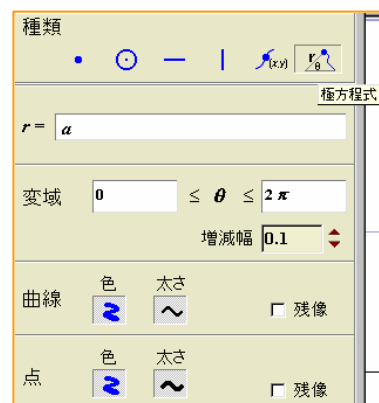 種類
(x,y) r θ
極方程式
r = a
変域 0 ≤ θ ≤ 2π
増減幅 0.1
色 太さ
曲線 残像
色 太さ
点 残像